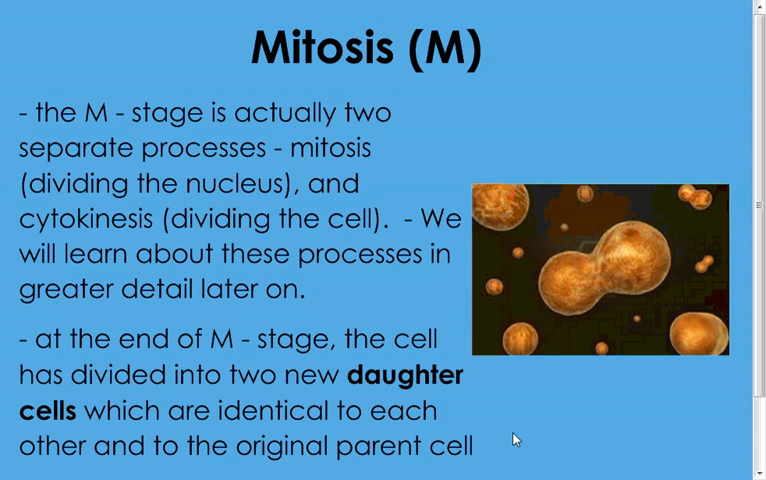 Mitosis (M)
- the M - stage is actually two
separate processes - mitosis
(dividing the nucleus), and
cytokinesis (dividing the cell).  - We
will learn about these processes in
greater detail later on.
- at the end of M - stage, the cell
has divided into two new daughter
cells which are identical to each
other and to the original parent cell